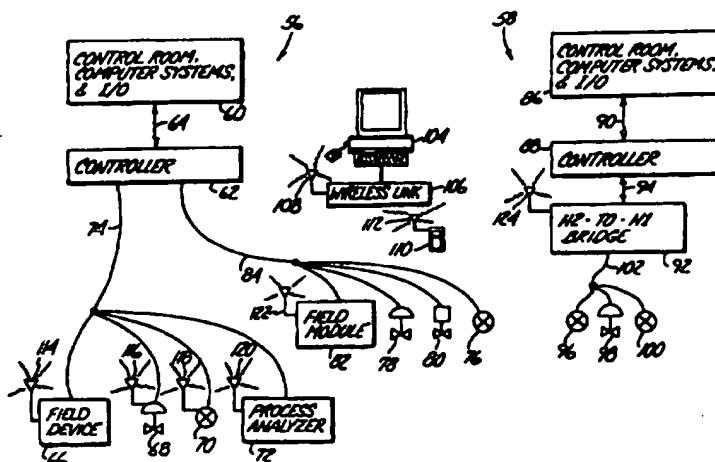 56
58
CONTROL ROOM,
COMPUTER SYSTEMS,
& I/O
60
64
CONTROLLER
62
74
84
104
108
WIRELESS LINK
106
112
110
CONTROL ROOM,
COMPUTER SYSTEMS,
& I/O
86
90
88
CONTROLLER
94
124
H2-TO-H1
BRIDGE
92
102
96
98
100
122
FIELD
MODULE
82
78
80
76
114
116
118
120
FIELD
DEVICE
66
68
70
PROCESS
ANALYZER
72